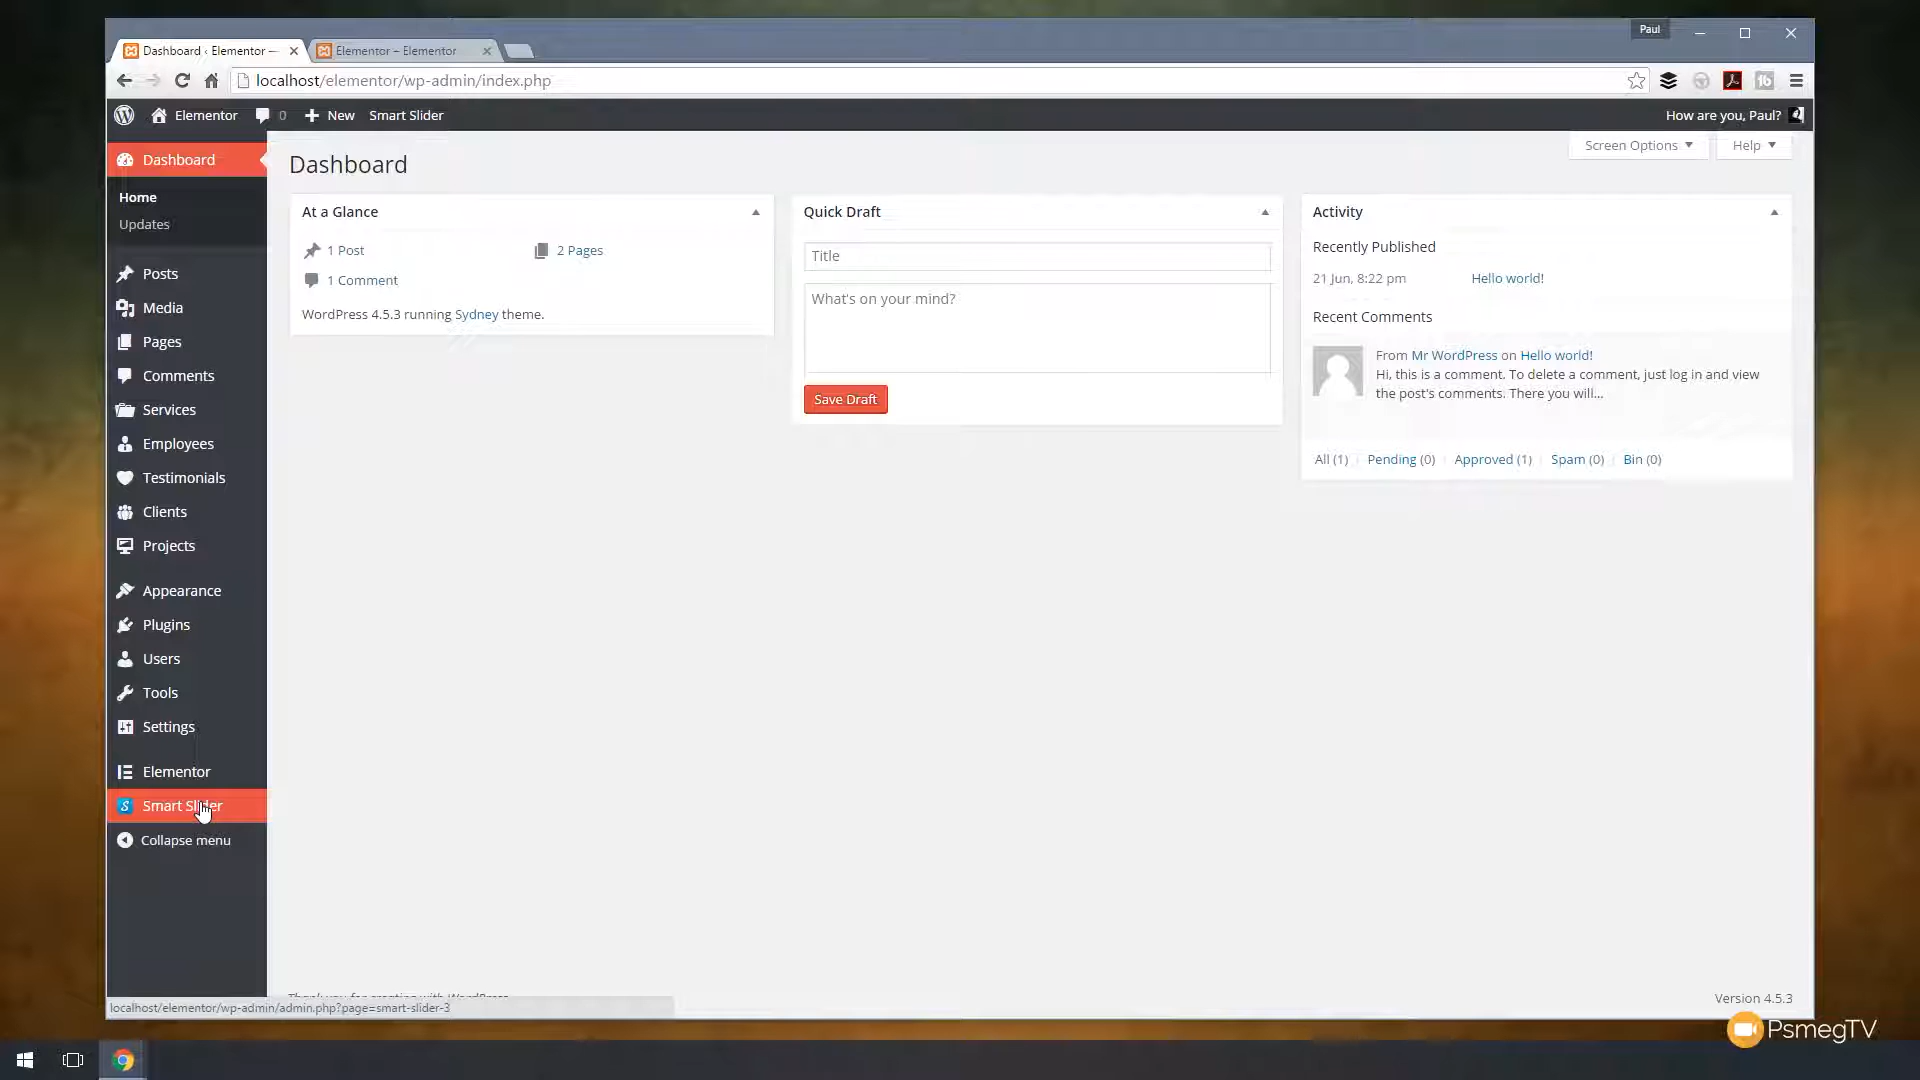 Paul
Dashboard ‹ Elementor —
Elementor – Elementor
localhost/elementor/wp-admin/index.php
Elementor
0
New
Smart Slider
How are you, Paul?
Dashboard
Home
Updates
Posts
Media
Pages
Comments
Services
Employees
Testimonials
Clients
Projects
Appearance
Plugins
Users
Tools
Settings
Elementor
Smart Slider
Collapse menu
Screen Options
Help
Dashboard
At a Glance
1 Post
2 Pages
1 Comment
WordPress 4.5.3 running Sydney theme.
Quick Draft
Title
What's on your mind?
Save Draft
Activity
Recently Published
21 Jun, 8:22 pm
Hello world!
Recent Comments
From Mr WordPress on Hello world!
Hi, this is a comment. To delete a comment, just log in and view
the post's comments. There you will...
All (1)
Pending (0)
Approved (1)
Spam (0)
Bin (0)
Thank you for creating with WordPress
localhost/elementor/wp-admin/admin.php?page=smart-slider-3
Version 4.5.3
PsmegTV